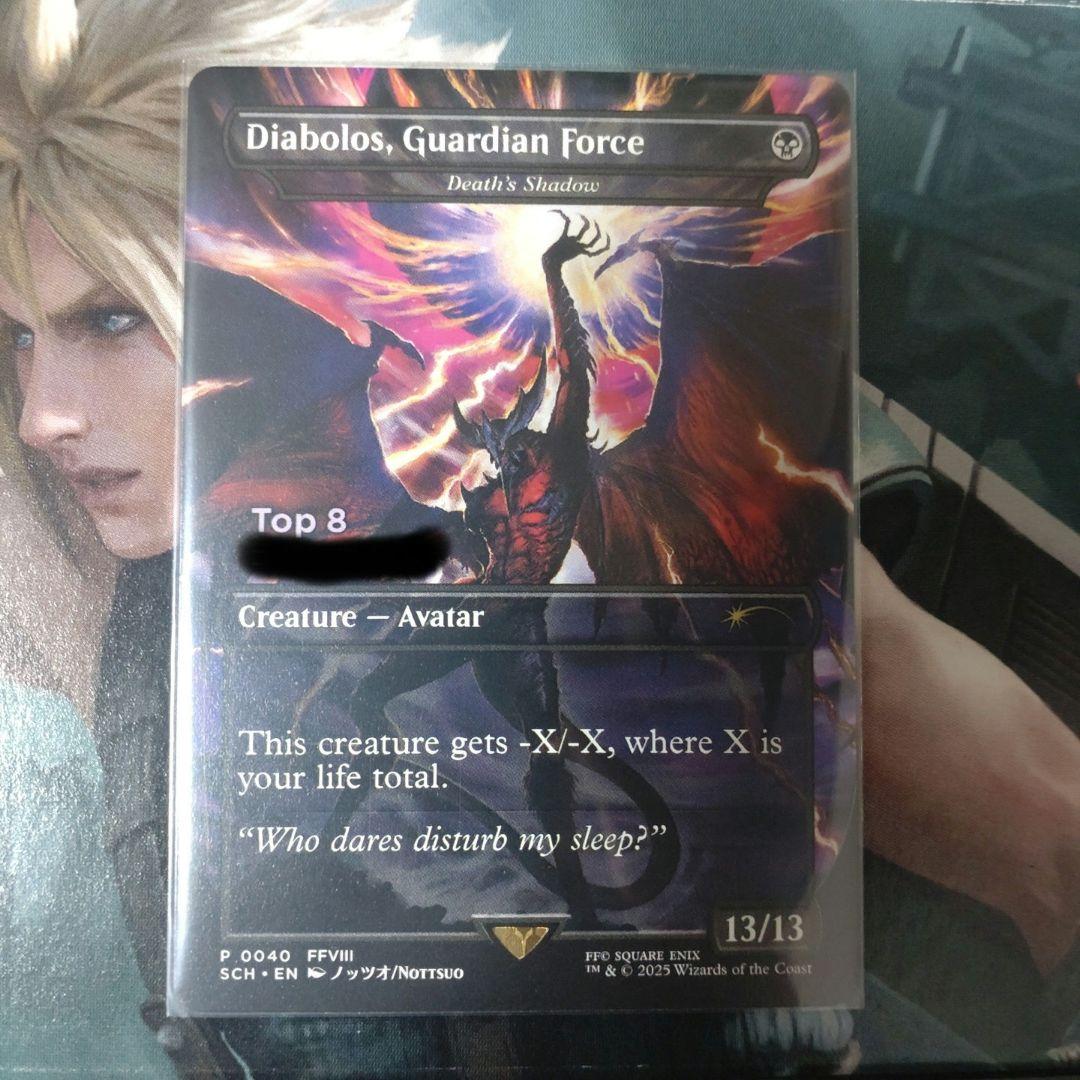 Diabolos, Guardian Force
Death's Shadow
Top 8
Creature — Avatar
This creature gets -X/-X, where X is
your life total.
“Who dares disturb my sleep?”
13/13
P 0040 FFVIII
SCH • EN ノッツオ/NOTTSUO
FF© SQUARE ENIX
™ & © 2025 Wizards of the Coast